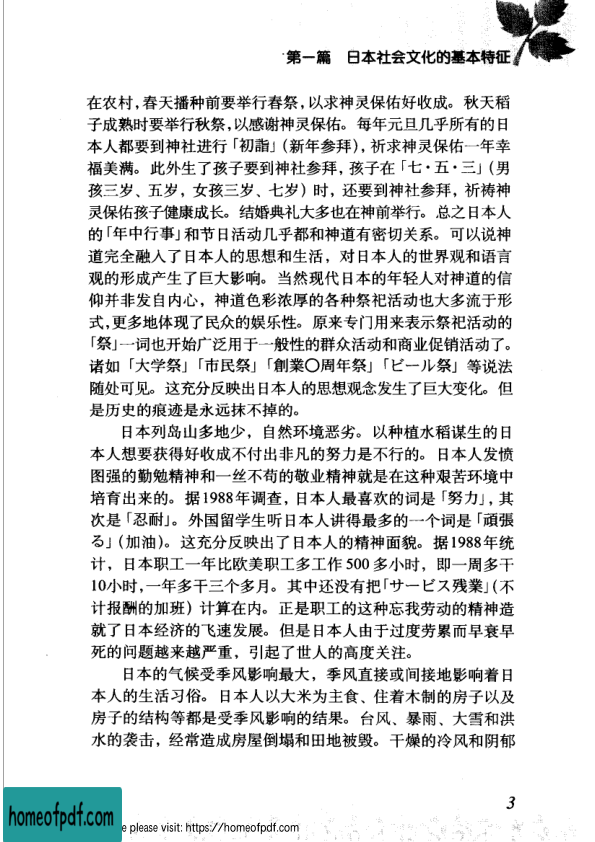 第一篇 日本社会文化的基本特征
在农村,春天播种前要举行春祭,以求神灵保佑好收成。秋天稻
子成熟时要举行秋祭,以感谢神灵保佑。每年元旦几乎所有的日
本人都要到神社进行「初詣」(新年参拜),祈求神灵保佑一年幸
福美满。此外生了孩子要到神社参拜,孩子在「七·五·三」(男
孩三岁、五岁,女孩三岁、七岁)时,还要到神社参拜,祈祷神
灵保佑孩子健康成长。结婚典礼大多也在神前举行。总之日本人
的「年中行事」和节日活动几乎都和神道有密切关系。可以说神
道完全融入了日本人的思想和生活,对日本人的世界观和语言
观的形成产生了巨大影响。当然现代日本的年轻人对神道的信
仰并非发自内心,神道色彩浓厚的各种祭祀活动也大多流于形
式,更多地体现了民众的娱乐性。原来专门用来表示祭祀活动的
「祭」一词也开始广泛用于一般性的群众活动和商业促销活动了。
诸如「大学祭」「市民祭」「創業〇周年祭」「ビール祭」等说法
随处可见。这充分反映出日本人的思想观念发生了巨大变化。但
是历史的痕迹是永远抹不掉的。
日本列岛山多地少,自然环境恶劣。以种植水稻谋生的日
本人想要获得好收成不付出非凡的努力是不行的。日本人发愤
图强的勤勉精神和一丝不苟的敬业精神就是在这种艰苦环境中
培育出来的。据1988年调查,日本人最喜欢的词是「努力」,其
次是「忍耐」。外国留学生听日本人讲得最多的一个词是「頑張
る」(加油)。这充分反映出了日本人的精神面貌。据1988年统
计,日本职工一年比欧美职工多工作500多小时,即一周多干
10小时,一年多干三个多月。其中还没有把「サービス残業」(不
计报酬的加班)计算在内。正是职工的这种忘我劳动的精神造
就了日本经济的飞速发展。但是日本人由于过度劳累而早衰早
死的问题越来越严重,引起了世人的高度关注。
日本的气候受季风影响最大,季风直接或间接地影响着日
本人的生活习俗。日本人以大米为主食、住着木制的房子以及
房子的结构等都是受季风影响的结果。台风、暴雨、大雪和洪
水的袭击,经常造成房屋倒塌和田地被毁。干燥的冷风和阴郁
3
homeofpdf.com
e please visit: https://homeofpdf.com